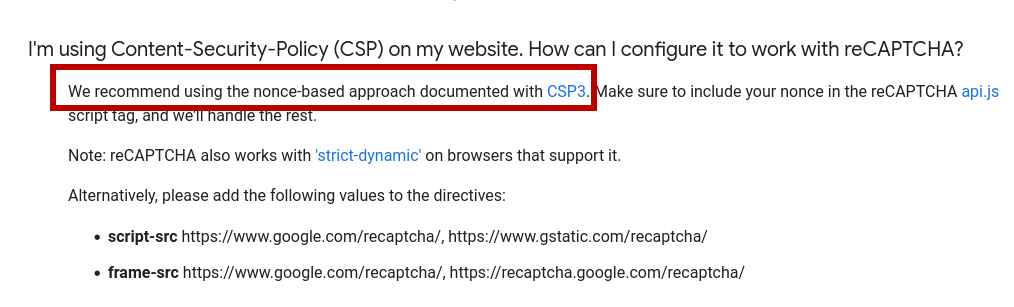 I'm using Content-Security-Policy (CSP) on my website. How can I configure it to work with reCAPTCHA?
We recommend using the nonce-based approach documented with CSP3. Make sure to include your nonce in the reCAPTCHA api.js
script tag, and we'll handle the rest.
Note: reCAPTCHA also works with 'strict-dynamic' on browsers that support it.
Alternatively, please add the following values to the directives:
• script-src https://www.google.com/recaptcha/, https://www.gstatic.com/recaptcha/
• frame-src https://www.google.com/recaptcha/, https://recaptcha.google.com/recaptcha/